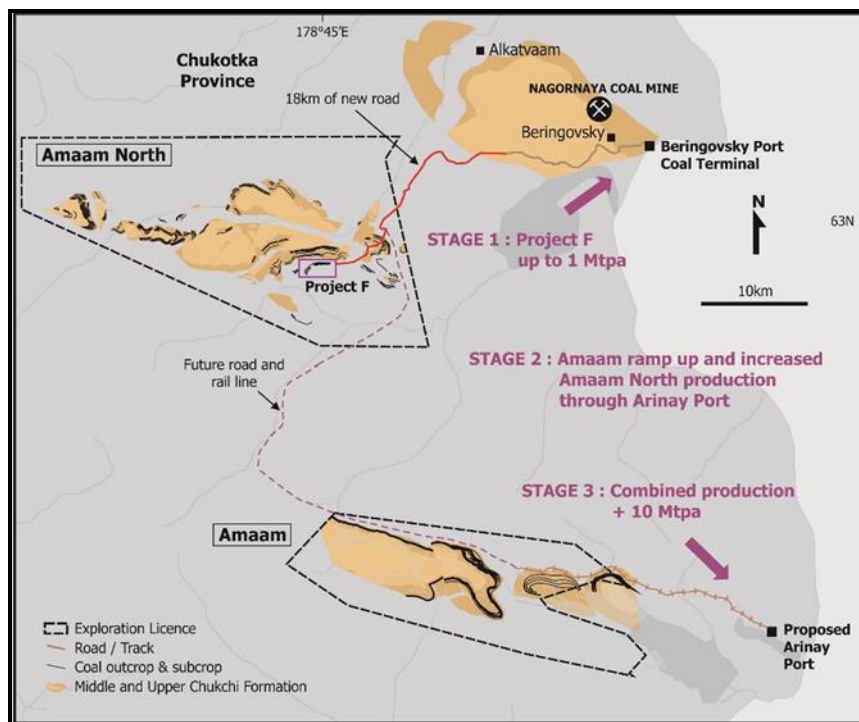 178°45'E
Chukotka
Province
Alkatvaam
18km of new road
NAGORNAYA COAL MINE
Beringovsky
Beringovsky Port
Coal Terminal
Amaam North
N
63N
STAGE 1 : Project F
up to 1 Mtpa
Project F
10km
Future road and
rail line
STAGE 2 : Amaam ramp up and increased
Amaam North production
through Arinay Port
STAGE 3 : Combined production
+ 10 Mtpa
Amaam
Exploration Licence
Road / Track
Coal outcrop & subcrop
Middle and Upper Chukchi Formation
Proposed
Arinay
Port